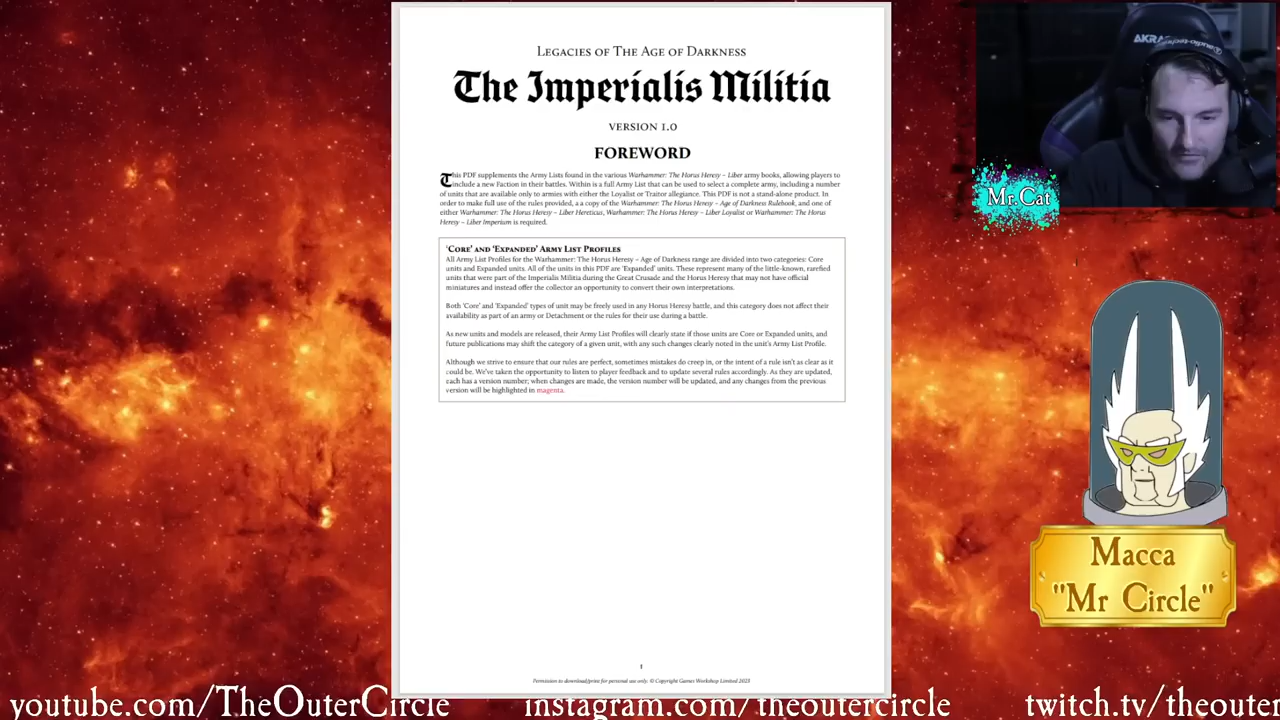 LEGACIES OF THE AGE OF DARKNESS
The Imperialis Militia
VERSION 1.0
FOREWORD
This PDF supplements the Army Lists found in the various Warhammer: The Horus Heresy – Liber army books, allowing players to
include a new Faction in their battles. Within is a full Army List that can be used to select a complete army, including a number
of units that are available only to armies with either the Loyalist or Traitor allegiance. This PDF is not a stand-alone product. In
order to make full use of the rules provided, a a copy of the Warhammer: The Horus Heresy – Age of Darkness Rulebook, and one of
either Warhammer: The Horus Heresy – Liber Hereticus, Warhammer: The Horus Heresy – Liber Loyalist or Warhammer: The Horus
Heresy – Liber Imperium is required.
'CORE' AND 'EXPANDED' ARMY LIST PROFILES
All Army List Profiles for the Warhammer: The Horus Heresy – Age of Darkness range are divided into two categories: Core
units and Expanded units. All of the units in this PDF are 'Expanded' units. These represent many of the little-known, rarefied
units that were part of the Imperialis Militia during the Great Crusade and the Horus Heresy that may not have official
miniatures and instead offer the collector an opportunity to convert their own interpretations.
Both 'Core' and 'Expanded' types of unit may be freely used in any Horus Heresy battle, and this category does not affect their
availability as part of an army or Detachment or the rules for their use during a battle.
As new units and models are released, their Army List Profiles will clearly state if those units are Core or Expanded units, and
future publications may shift the category of a given unit, with any such changes clearly noted in the unit's Army List Profile.
Although we strive to ensure that our rules are perfect, sometimes mistakes do creep in, or the intent of a rule isn't as clear as it
could be. We've taken the opportunity to listen to player feedback and to update several rules accordingly. As they are updated,
each has a version number; when changes are made, the version number will be updated, and any changes from the previous
version will be highlighted in magenta.
1
Permission to download/print for personal use only. © Copyright Games Workshop Limited 2023
Mr.Cat
Macca
"Mr Circle"
youtube.com/TheOuterCircle
instagram.com/theoutercircle
twitch.tv/theouter